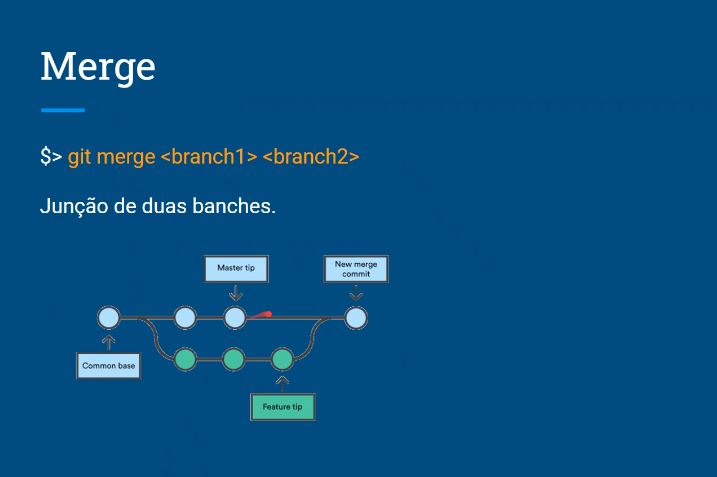 Merge
$> git merge <branch1> <branch2>
Junção de duas banches.
Master tip
New merge
commit
Common base
Feature tip